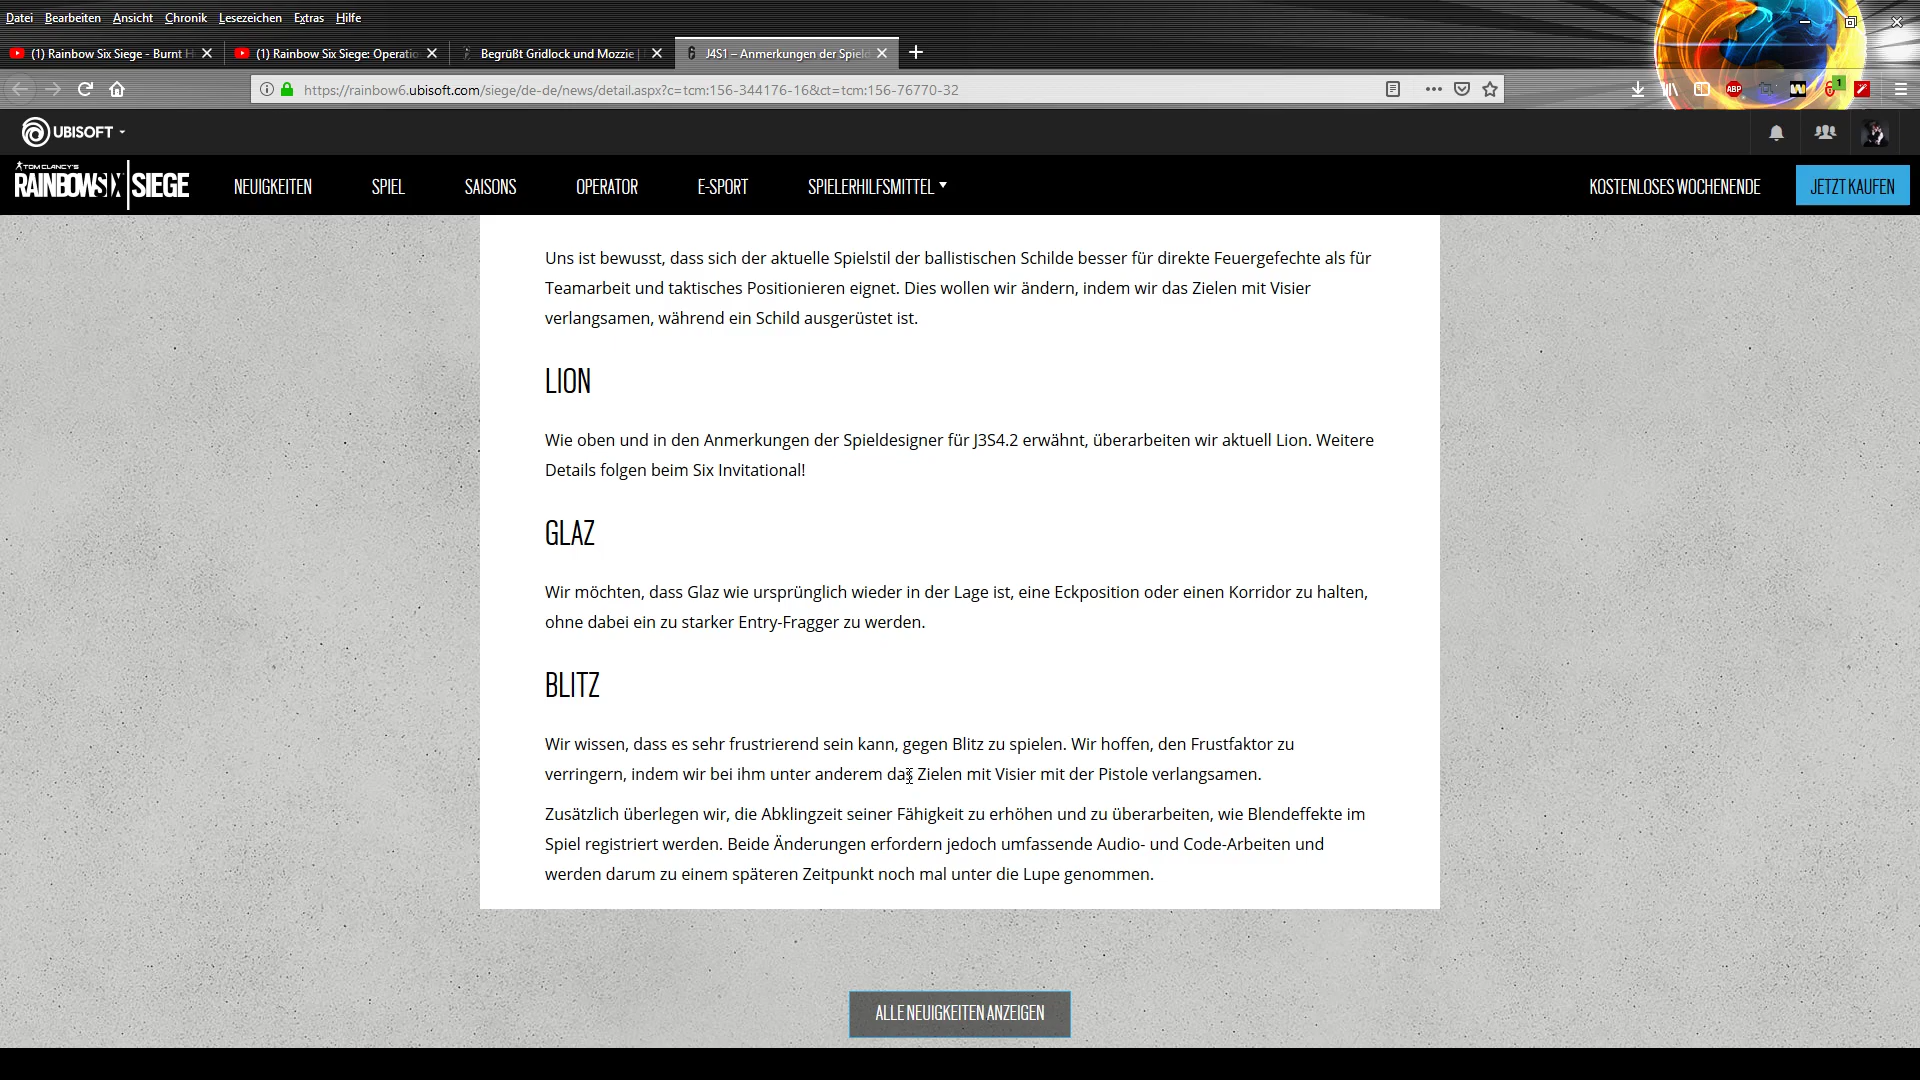 Datei Bearbeiten Ansicht Chronik Lesezeichen Extras Hilfe
(1) Rainbow Six Siege - Burnt H
(1) Rainbow Six Siege: Operatio
Begrüßt Gridlock und Mozzie |
J4S1 – Anmerkungen der Spield
https://rainbow6.ubisoft.com/siege/de-de/news/detail.aspx?c=tcm:156-344176-16&ct=tcm:156-76770-32
ABP
W
1
UBISOFT
TOM CLANCY'S
RAINBOW SIX | SIEGE
NEUIGKEITEN SPIEL SAISONS OPERATOR E-SPORT SPIELERHILFSMITTEL KOSTENLOSES WOCHENENDE JETZT KAUFEN
Uns ist bewusst, dass sich der aktuelle Spielstil der ballistischen Schilde besser für direkte Feuergefechte als für
Teamarbeit und taktisches Positionieren eignet. Dies wollen wir ändern, indem wir das Zielen mit Visier
verlangsamen, während ein Schild ausgerüstet ist.
LION
Wie oben und in den Anmerkungen der Spieldesigner für J3S4.2 erwähnt, überarbeiten wir aktuell Lion. Weitere
Details folgen beim Six Invitational!
GLAZ
Wir möchten, dass Glaz wie ursprünglich wieder in der Lage ist, eine Eckposition oder einen Korridor zu halten,
ohne dabei ein zu starker Entry-Fragger zu werden.
BLITZ
Wir wissen, dass es sehr frustrierend sein kann, gegen Blitz zu spielen. Wir hoffen, den Frustfaktor zu
verringern, indem wir bei ihm unter anderem das Zielen mit Visier mit der Pistole verlangsamen.
Zusätzlich überlegen wir, die Abklingzeit seiner Fähigkeit zu erhöhen und zu überarbeiten, wie Blendeffekte im
Spiel registriert werden. Beide Änderungen erfordern jedoch umfassende Audio- und Code-Arbeiten und
werden darum zu einem späteren Zeitpunkt noch mal unter die Lupe genommen.
ALLE NEUIGKEITEN ANZEIGEN